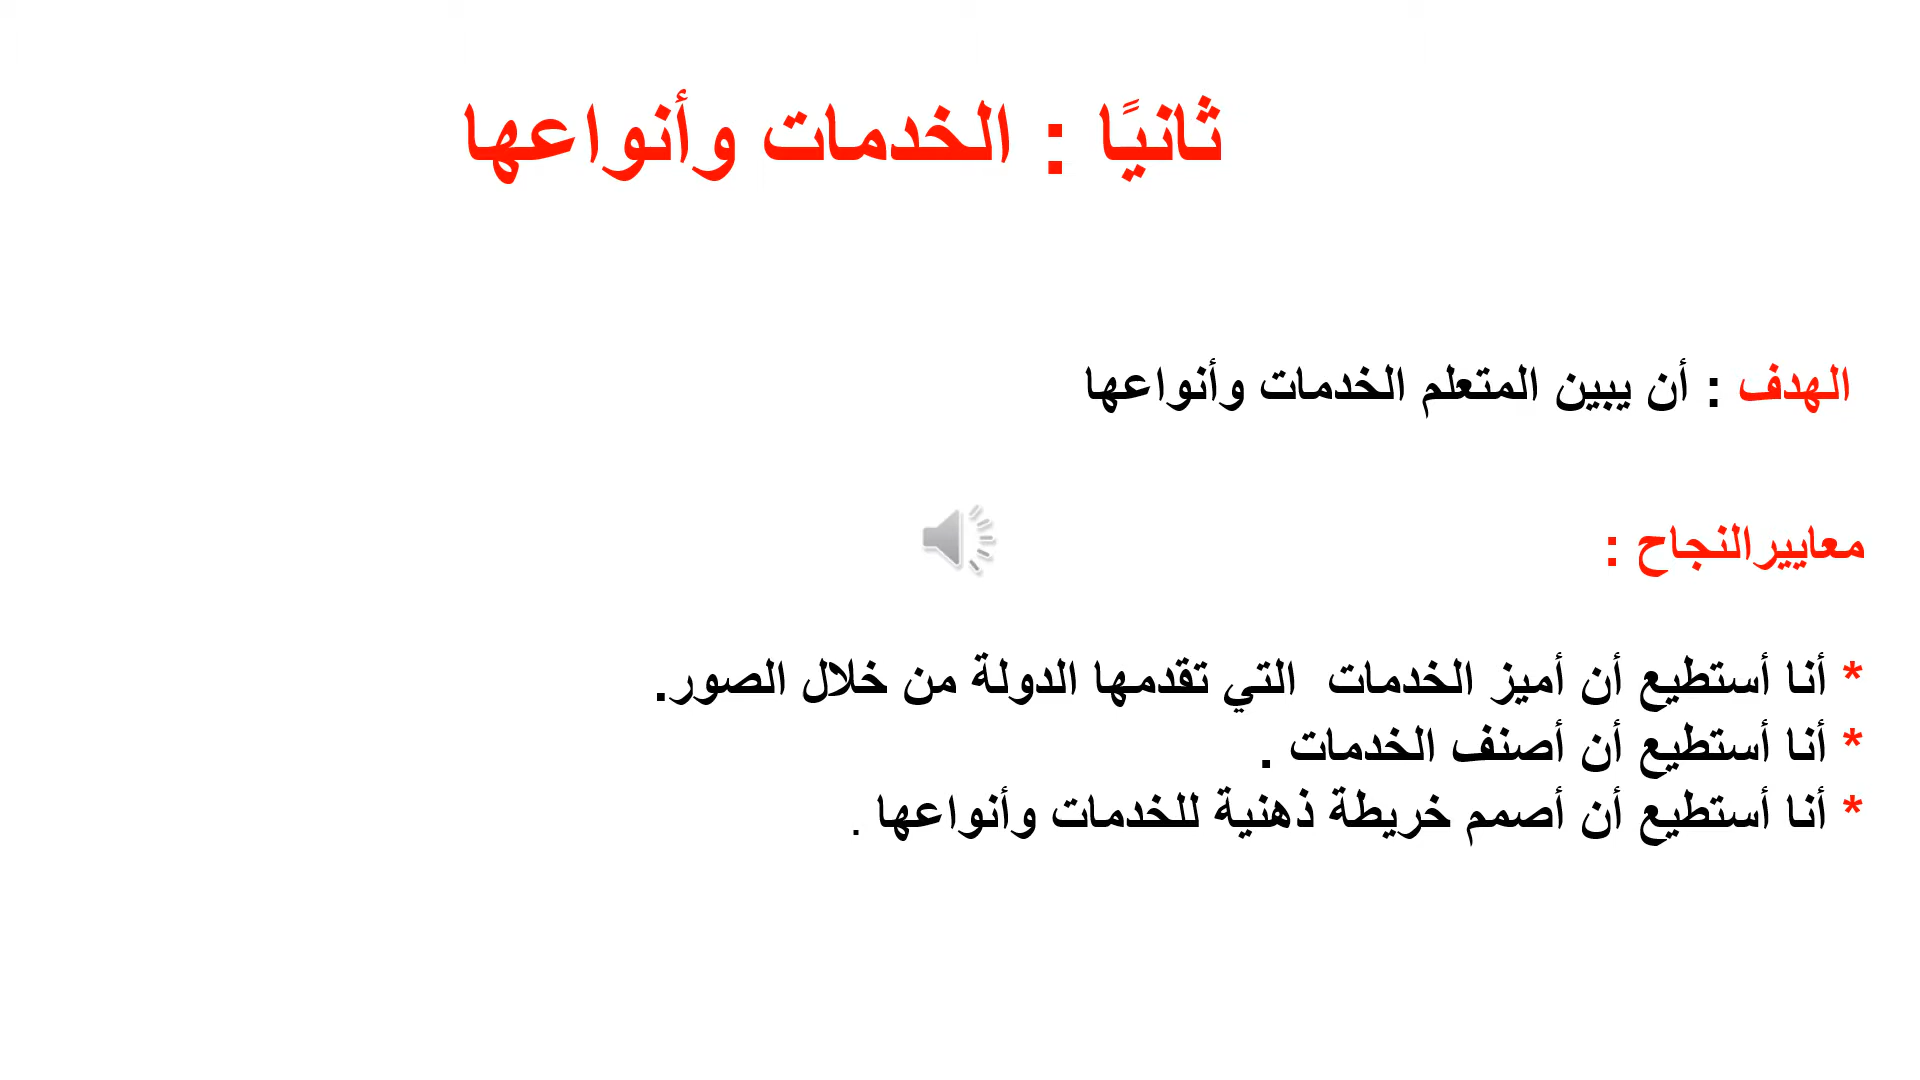 ثانيًا : الخدمات وأنواعها
الهدف : أن يبين المتعلم الخدمات وأنواعها
معاييرالنجاح :
* أنا أستطيع أن أميز الخدمات  التي تقدمها الدولة من خلال الصور.
* أنا أستطيع أن أصنف الخدمات .
* أنا أستطيع أن أصمم خريطة ذهنية للخدمات وأنواعها .